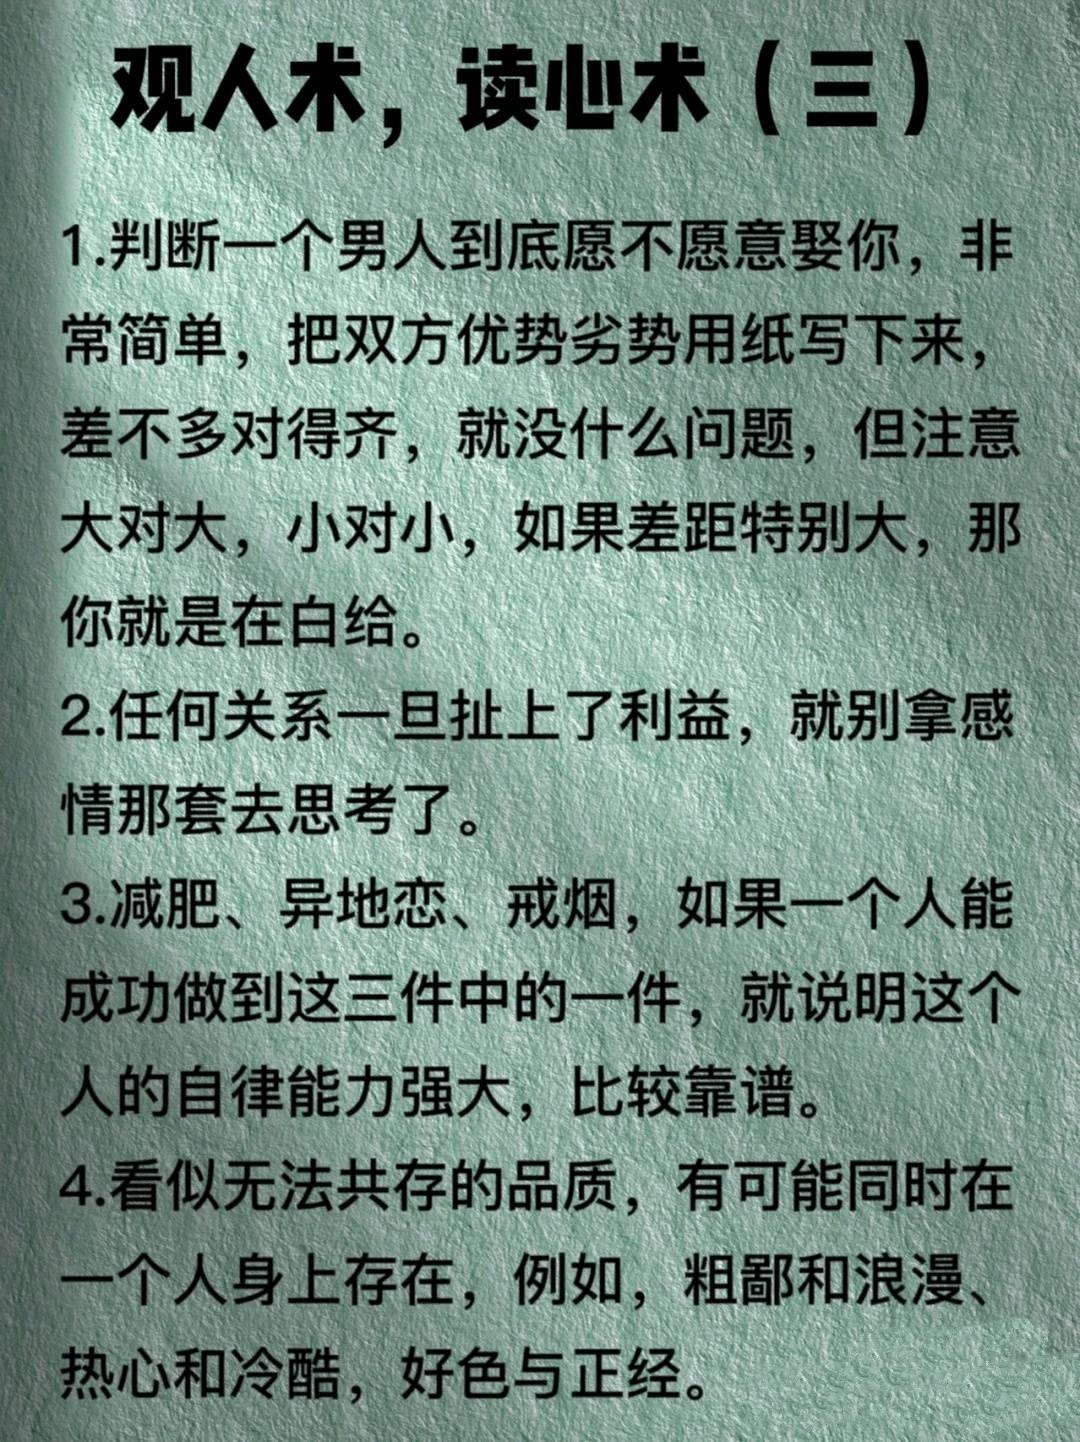 观人术，读心术（三）
1.判断一个男人到底愿不愿意娶你，非
常简单，把双方优势劣势用纸写下来，
差不多对得齐，就没什么问题，但注意
大对大，小对小，如果差距特别大，那
你就是在白给。
2.任何关系一旦扯上了利益，就别拿感
情那套去思考了。
3.减肥、异地恋、戒烟，如果一个人能
成功做到这三件中的一件，就说明这个
人的自律能力强大，比较靠谱。
4.看似无法共存的品质，有可能同时在
一个人身上存在，例如，粗鄙和浪漫、
热心和冷酷，好色与正经。